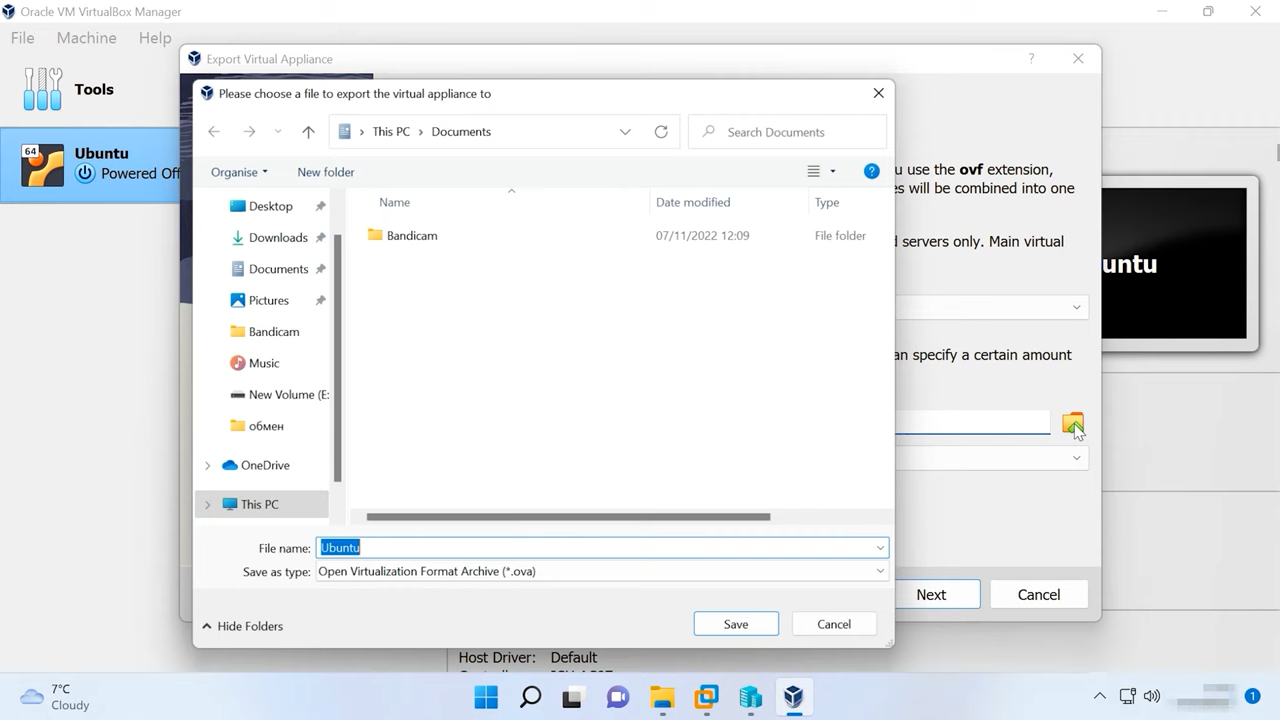 Oracle VM VirtualBox Manager
File Machine Help
Export Virtual Appliance
?
Tools
64
Ubuntu
Powered Off
Please choose a file to export the virtual appliance to
This PC > Documents
Search Documents
Organise
New folder
?
Name
Date modified
Type
Bandicam
07/11/2022 12:09
File folder
Desktop
Downloads
Documents
Pictures
Bandicam
Music
New Volume (E:
обмен
OneDrive
This PC
File name: Ubuntu
Save as type: Open Virtualization Format Archive (*.ova)
Hide Folders
Save
Cancel
u use the ovf extension,
es will be combined into one
d servers only. Main virtual
an specify a certain amount
Next
Cancel
untu
Host Driver: Default
7°C
Cloudy
1